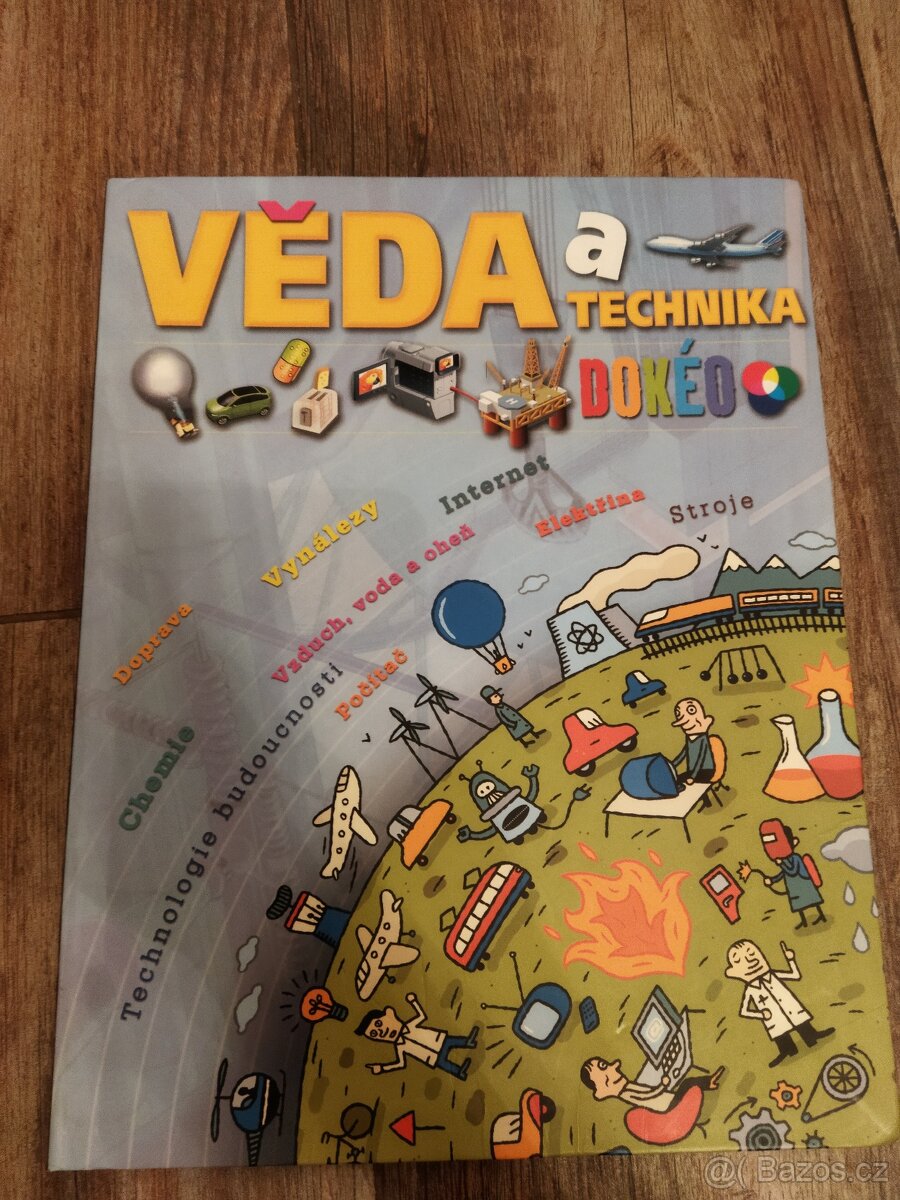 VĚDA a
TECHNIKA
DOKÉO
Internet
Vynálezy
Elektřina
Stroje
Vzduch, voda a oheň
Doprava
Počítač
Chemie
Technologie budoucnosti
@( Bazos.cz